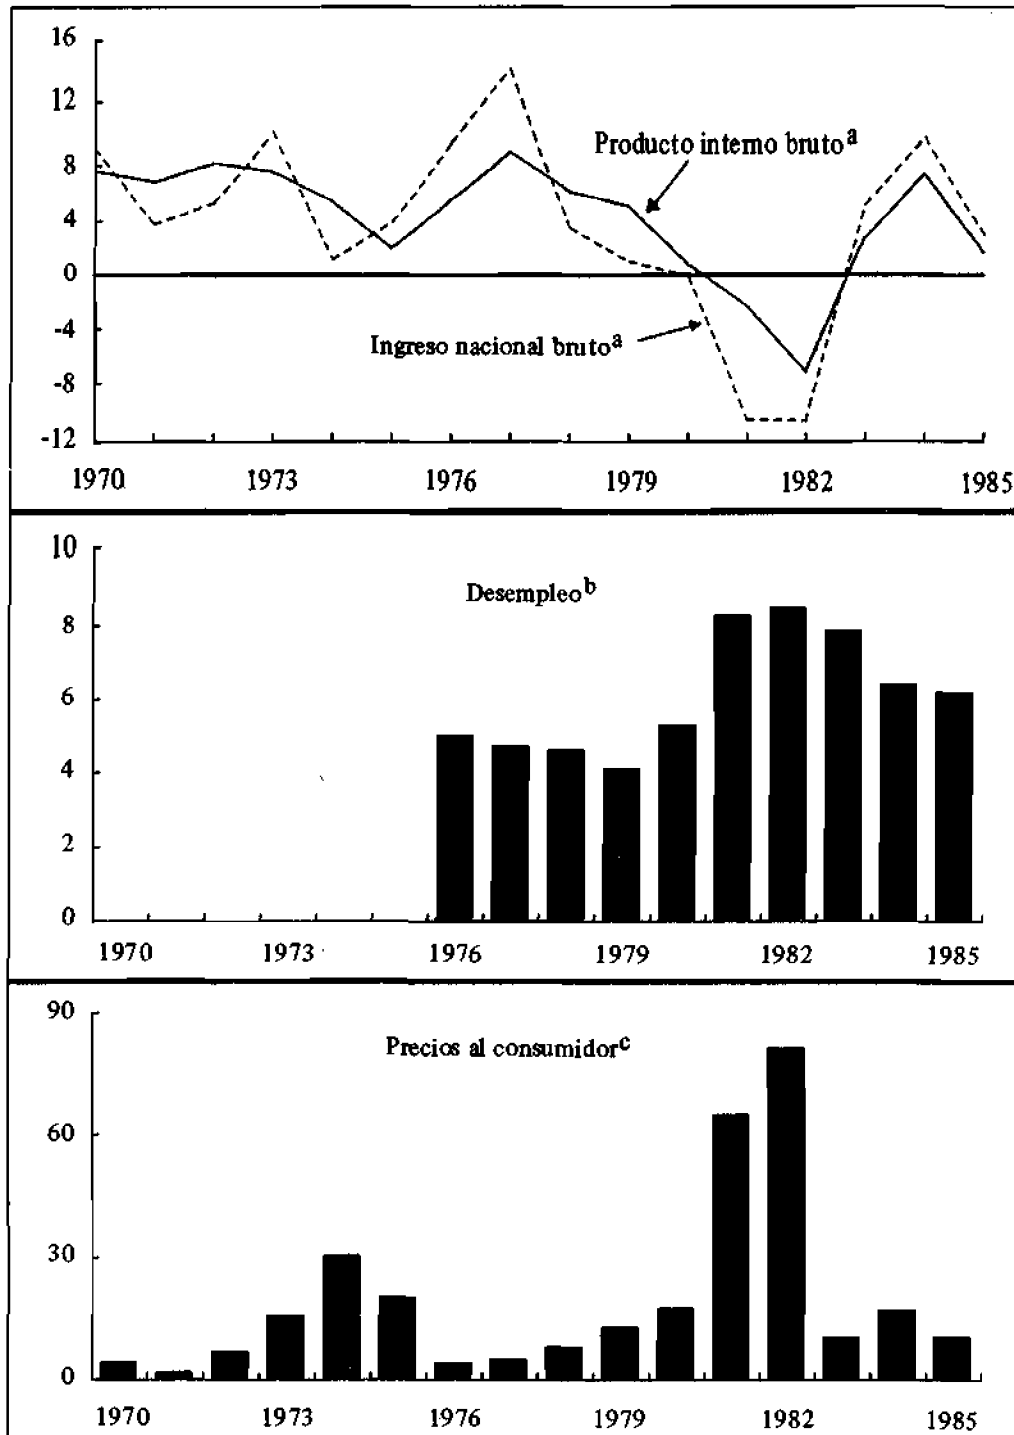 16
12
8
4
0
-4
-8
-12
Producto interno bruto^a
Ingreso nacional bruto^a
1970 1973 1976 1979 1982 1985
10
8
6
4
2
0
Desempleo^b
1970 1973 1976 1979 1982 1985
90
60
30
0
Precios al consumidor^c
1970 1973 1976 1979 1982 1985